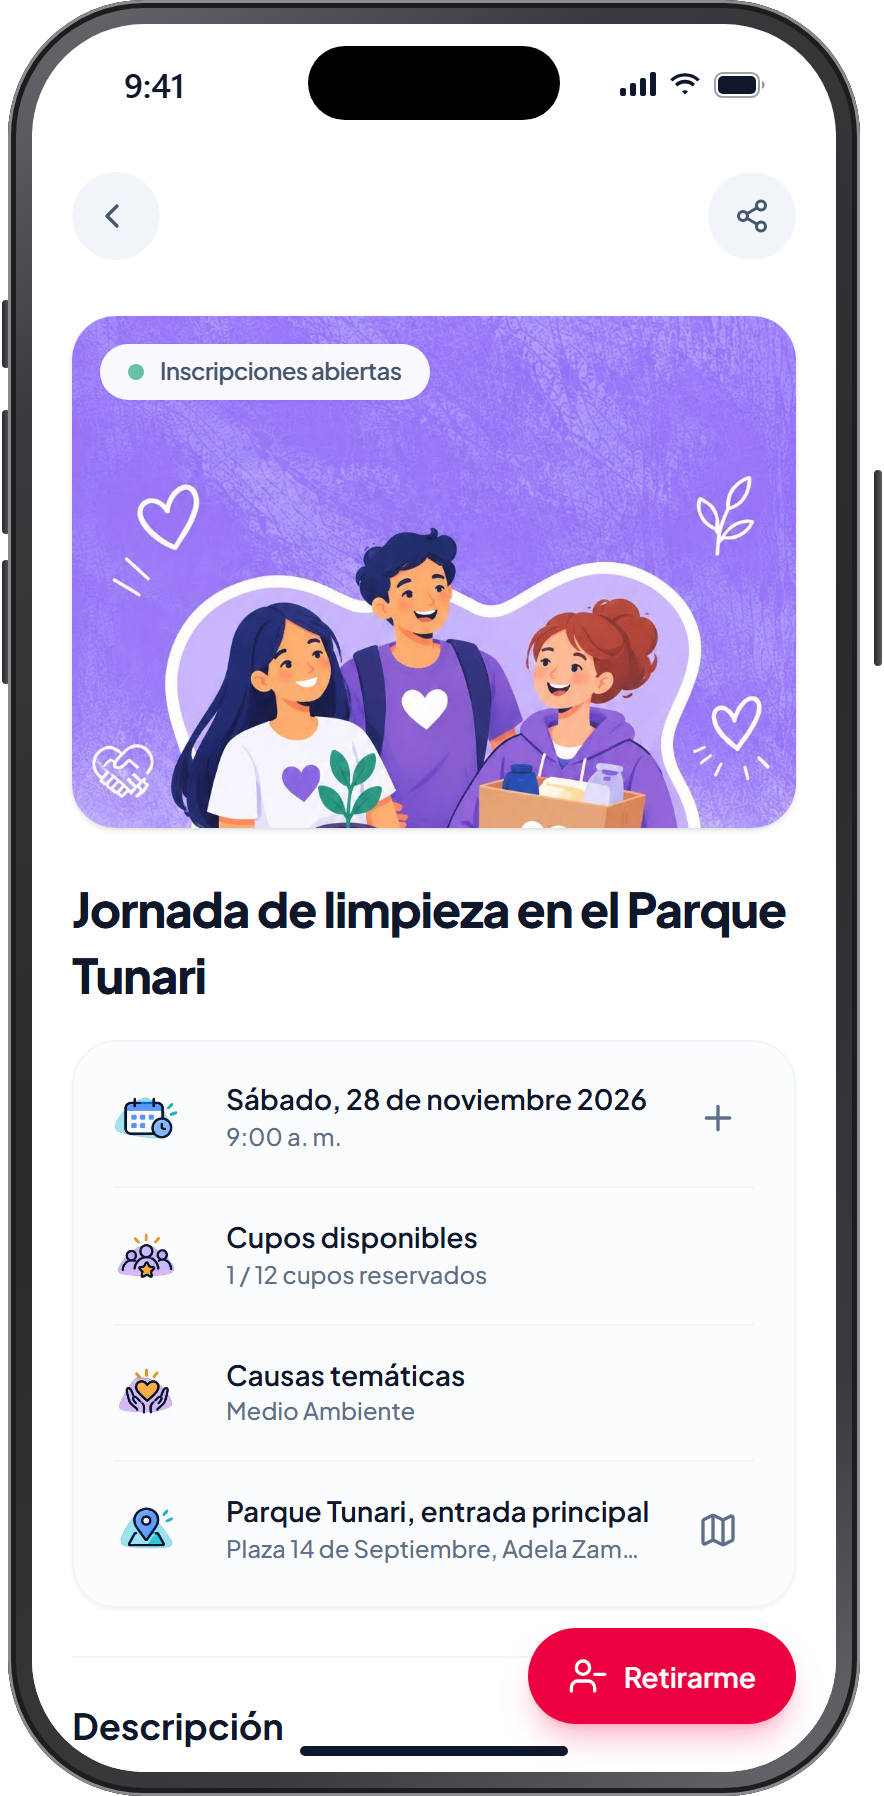 9:41
Inscripciones abiertas
Jornada de limpieza en el Parque
Tunari
Sábado, 28 de noviembre 2026
9:00 a. m.
Cupos disponibles
1 / 12 cupos reservados
Causas temáticas
Medio Ambiente
Parque Tunari, entrada principal
Plaza 14 de Septiembre, Adela Zam...
Retirarme
Descripción